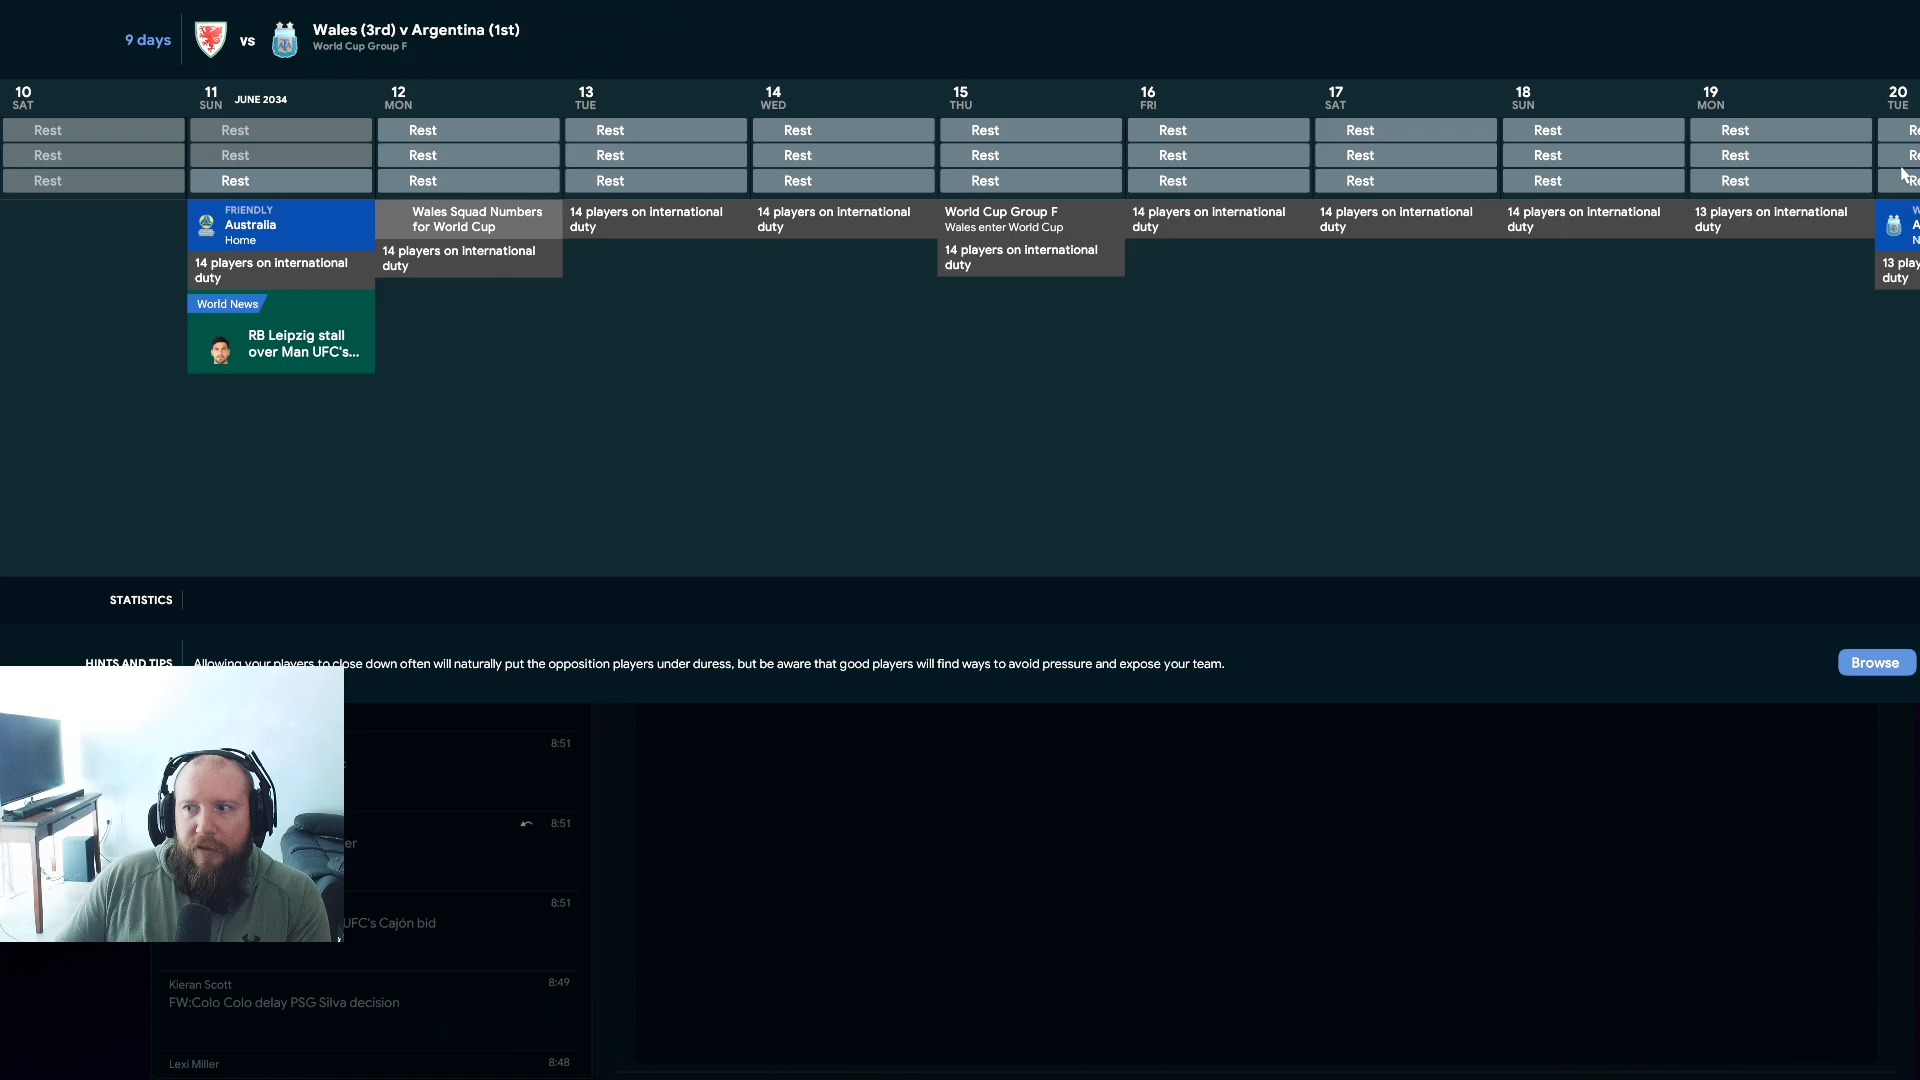 9 days
vs
Wales (3rd) v Argentina (1st)
World Cup Group F
10
SAT
11
SUN
JUNE 2034
12
MON
13
TUE
14
WED
15
THU
16
FRI
17
SAT
18
SUN
19
MON
20
TUE
Rest Rest Rest Rest Rest Rest Rest Rest Rest Rest
Rest Rest Rest Rest Rest Rest Rest Rest Rest Rest
Rest Rest Rest Rest Rest Rest Rest Rest Rest Rest
FRIENDLY
Australia
Home
14 players on international
duty
World News
RB Leipzig stall
over Man UFC's...
Wales Squad Numbers
for World Cup
14 players on international
duty
14 players on international
duty
14 players on international
duty
World Cup Group F
Wales enter World Cup
14 players on international
duty
14 players on international
duty
14 players on international
duty
14 players on international
duty
13 players on international
duty
13 play
duty
STATISTICS
HINTS AND TIPS
Allowing your players to close down often will naturally put the opposition players under duress, but be aware that good players will find ways to avoid pressure and expose your team.
Browse
8:51
8:51
er
8:51
UFC's Cajón bid
Kieran Scott
8:49
FW:Colo Colo delay PSG Silva decision
Lexi Miller
8:48